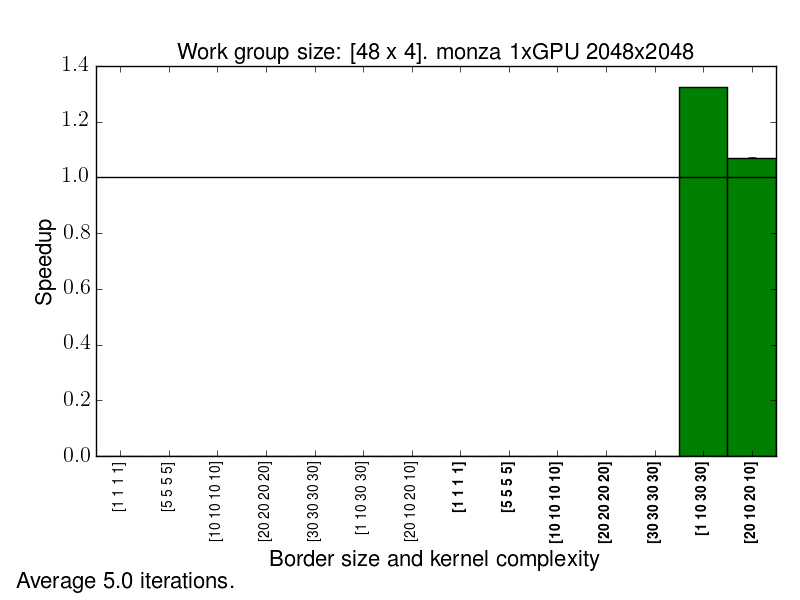 Work group size: [48 x 4]. monza 1xGPU 2048x2048
1.4
1.2
1.0
0.8
0.6
0.4
0.2
0.0
Speedup
[1 1 1 1]
[5 5 5 5]
[10 10 10 10]
[20 20 20 20]
[30 30 30 30]
[1 10 30 30]
[20 10 20 10]
[1 1 1 1]
[5 5 5 5]
[10 10 10 10]
[20 20 20 20]
[30 30 30 30]
[1 10 30 30]
[20 10 20 10]
Border size and kernel complexity
Average 5.0 iterations.